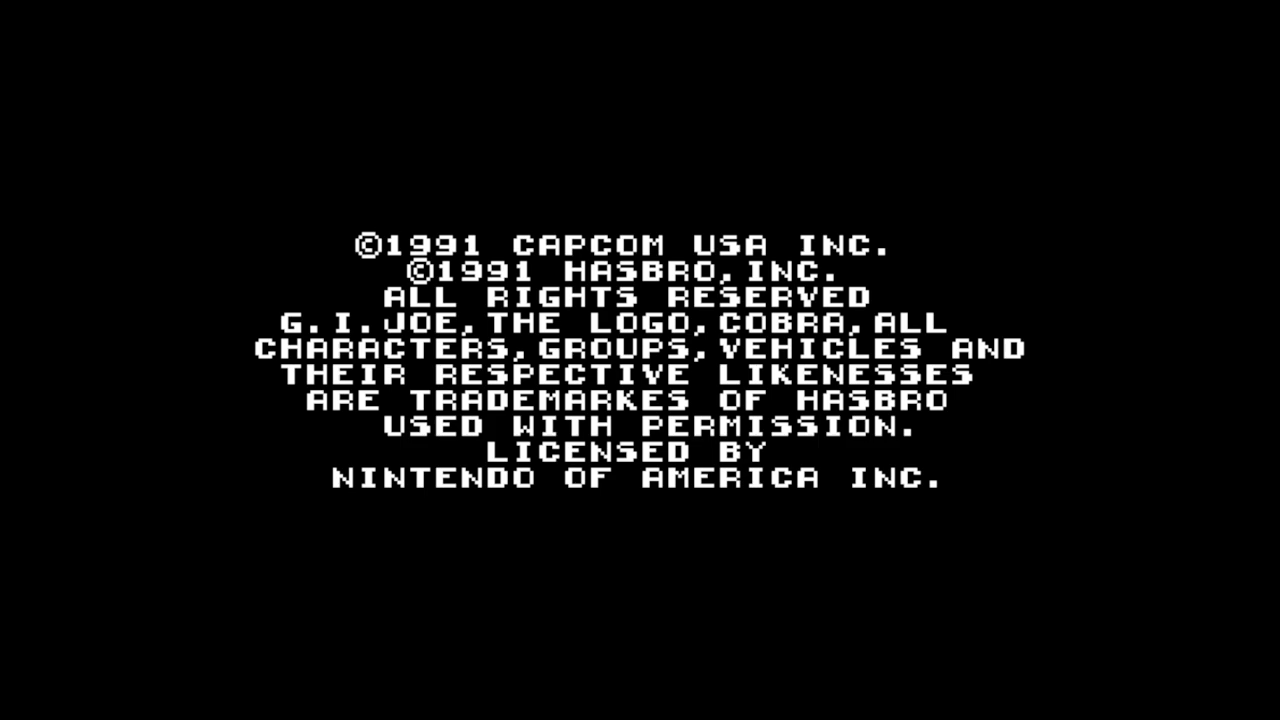 ©1991 CAPCOM USA INC.
©1991 HASBRO,INC.
ALL RIGHTS RESERVED
G.I.JOE,THE LOGO,COBRA,ALL
CHARACTERS,GROUPS,VEHICLES AND
THEIR RESPECTIVE LIKENESSES
ARE TRADEMARKES OF HASBRO
USED WITH PERMISSION.
LICENSED BY
NINTENDO OF AMERICA INC.